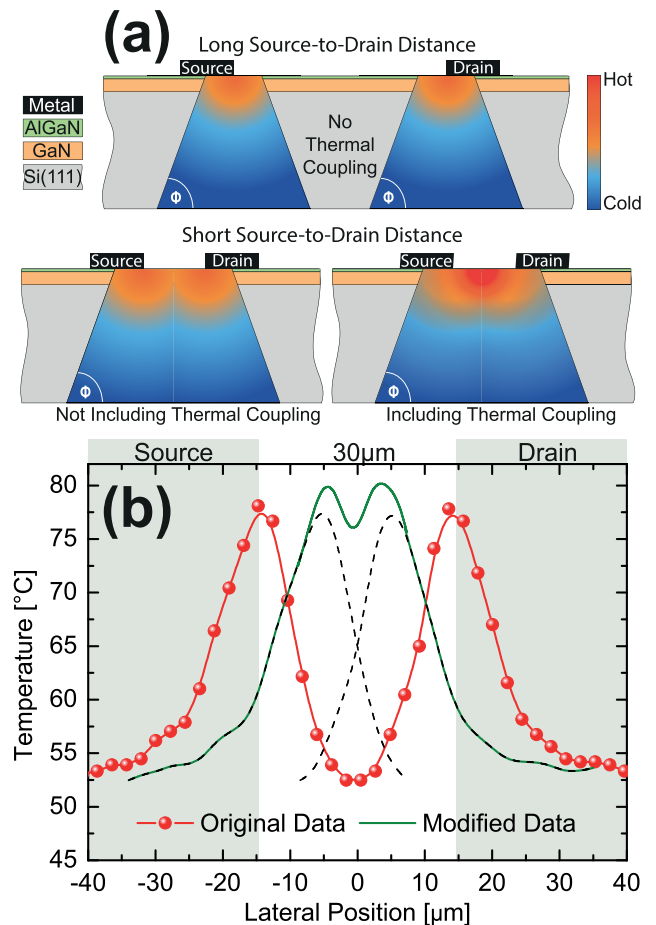 (a)
Long Source-to-Drain Distance
Source
Drain
Metal
AlGaN
GaN
Si(111)
No
Thermal
Coupling
Φ
Φ
Hot
Cold
Short Source-to-Drain Distance
Source
Drain
Source
Drain
Φ
Φ
Not Including Thermal Coupling
Including Thermal Coupling
Source
30μm
Drain
(b)
80
75
70
65
60
55
50
45
Temperature [°C]
Original Data
Modified Data
-40 -30 -20 -10 0 10 20 30 40
Lateral Position [μm]